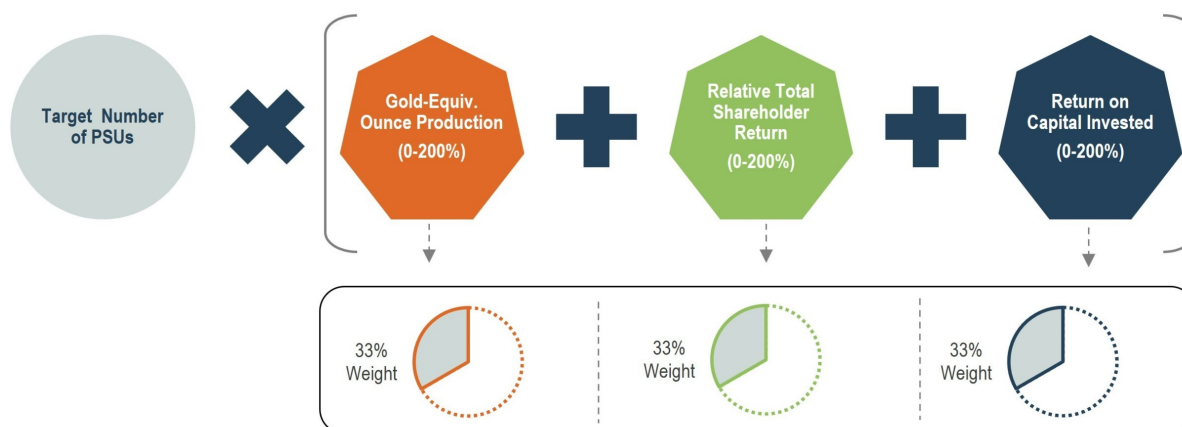 Target Number
of PSUs
Gold-Equiv.
Ounce Production
(0-200%)
Relative Total
Shareholder
Return
(0-200%)
Return on
Capital Invested
(0-200%)
33%
Weight
33%
Weight
33%
Weight